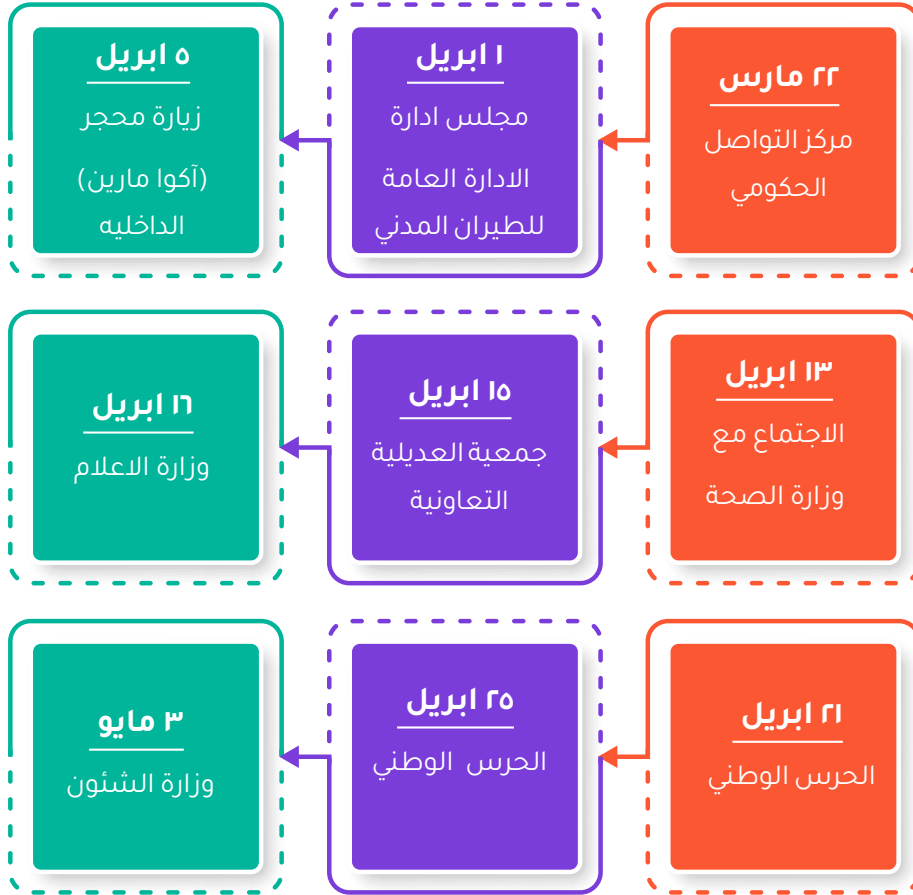 ٢٢ مارس
مركز التواصل
الحكومي
١ ابريل
مجلس ادارة
الادارة العامة
للطيران المدني
٥ ابريل
زيارة محجر
(آكوا مارين)
الداخليه
١٣ ابريل
الاجتماع مع
وزارة الصحة
١٥ ابريل
جمعية العديلية
التعاونية
١٦ ابريل
وزارة الاعلام
٢١ ابريل
الحرس الوطني
٢٥ ابريل
الحرس الوطني
٣ مايو
وزارة الشئون